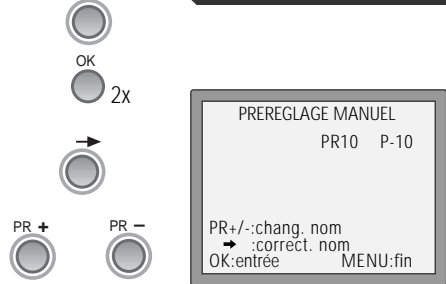 OK
2x
PR +
PR –
PREREGLAGE MANUEL
PR10 P-10
PR+/-:chang. nom
➡ :correct. nom
OK:entrée MENU:fin